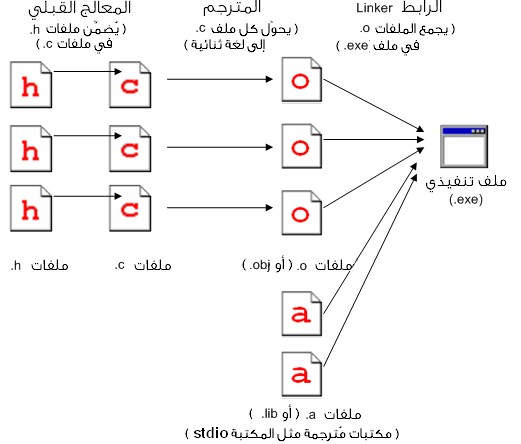 المعالج القبلي
( يُضمّن ملفات h.
في ملفات c. )
المترجم
( يحوّل كل ملف c.
إلى لغة ثنائية )
الرابط Linker
( يجمع الملفات o.
في ملف exe. )
h c o
h c o
h c o
ملف تنفيذي
(.exe)
ملفات h.
ملفات c.
ملفات o. ( أو obj. )
a
a
ملفات a. ( أو lib. )
( مكتبات مُترجمة مثل المكتبة stdio )